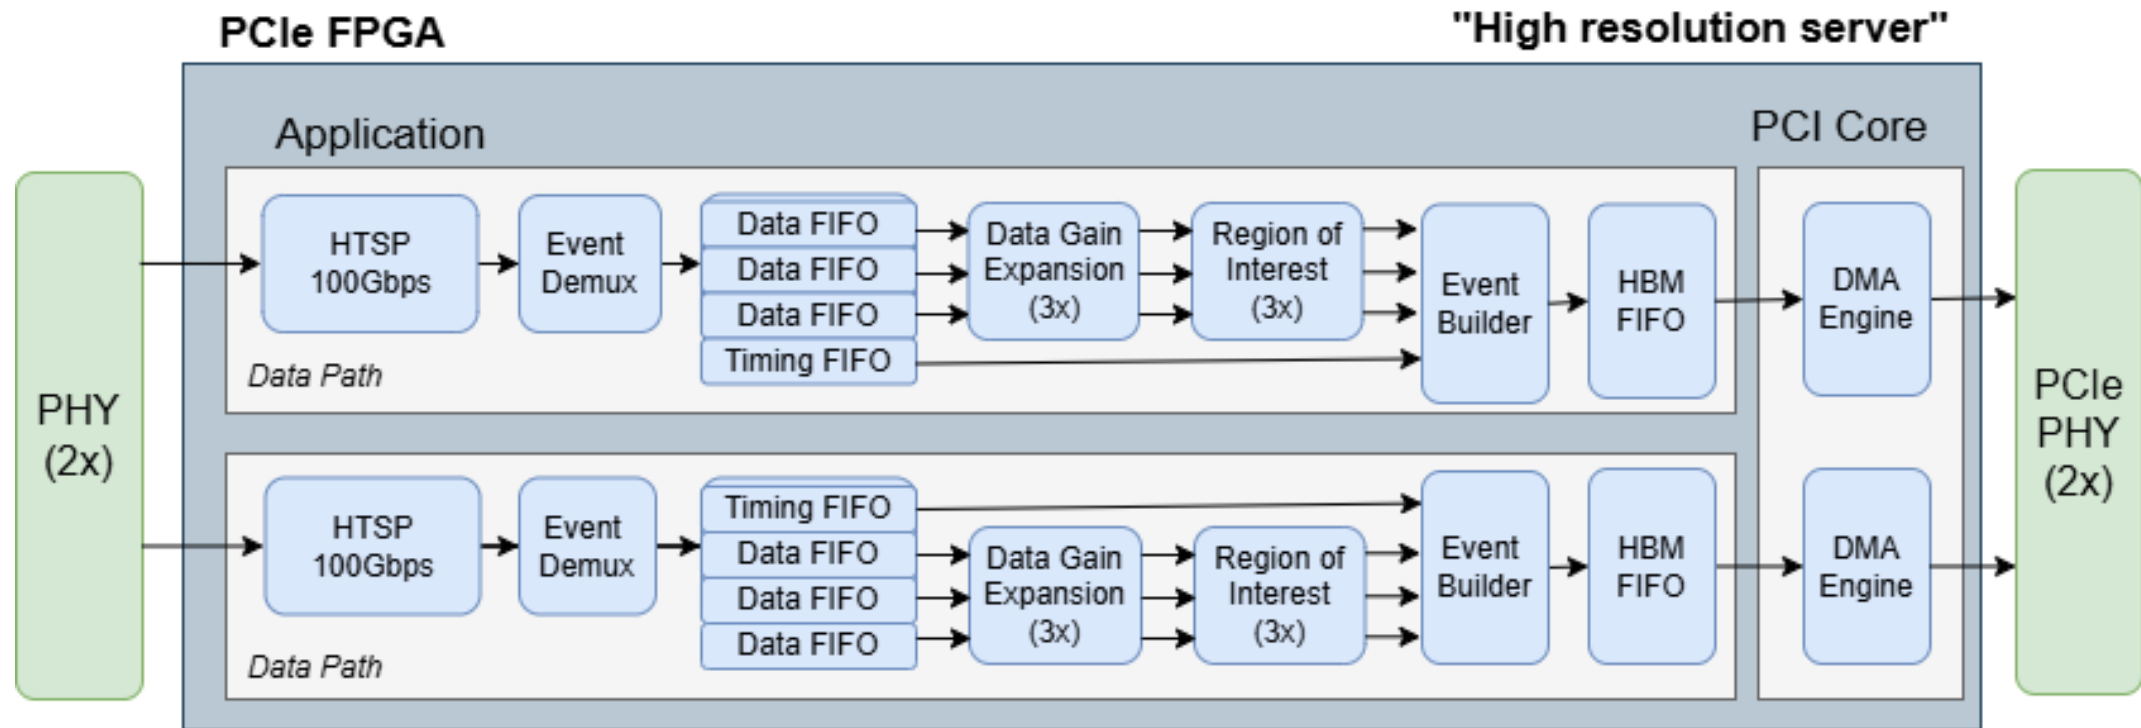 PCIe FPGA
"High resolution server"
Application
PCI Core
PHY
(2x)
HTSP
100Gbps
Event
Demux
Data FIFO
Data FIFO
Data FIFO
Timing FIFO
Data Gain
Expansion
(3x)
Region of
Interest
(3x)
Event
Builder
HBM
FIFO
DMA
Engine
Data Path
HTSP
100Gbps
Event
Demux
Timing FIFO
Data FIFO
Data FIFO
Data FIFO
Data Gain
Expansion
(3x)
Region of
Interest
(3x)
Event
Builder
HBM
FIFO
DMA
Engine
Data Path
PCIe
PHY
(2x)